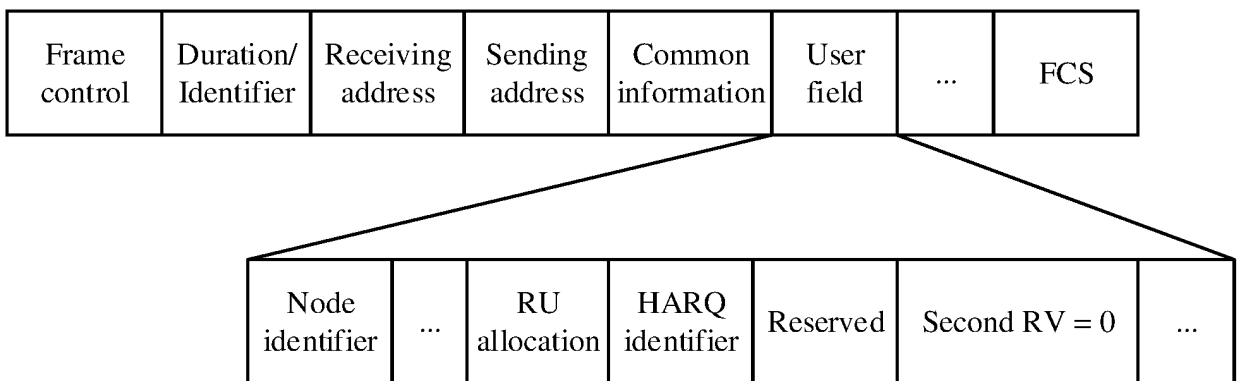 Frame
control
Duration/
Identifier
Receiving
address
Sending
address
Common
information
User
field
...
FCS
Node
identifier
...
RU
allocation
HARQ
identifier
Reserved
Second RV = 0
...